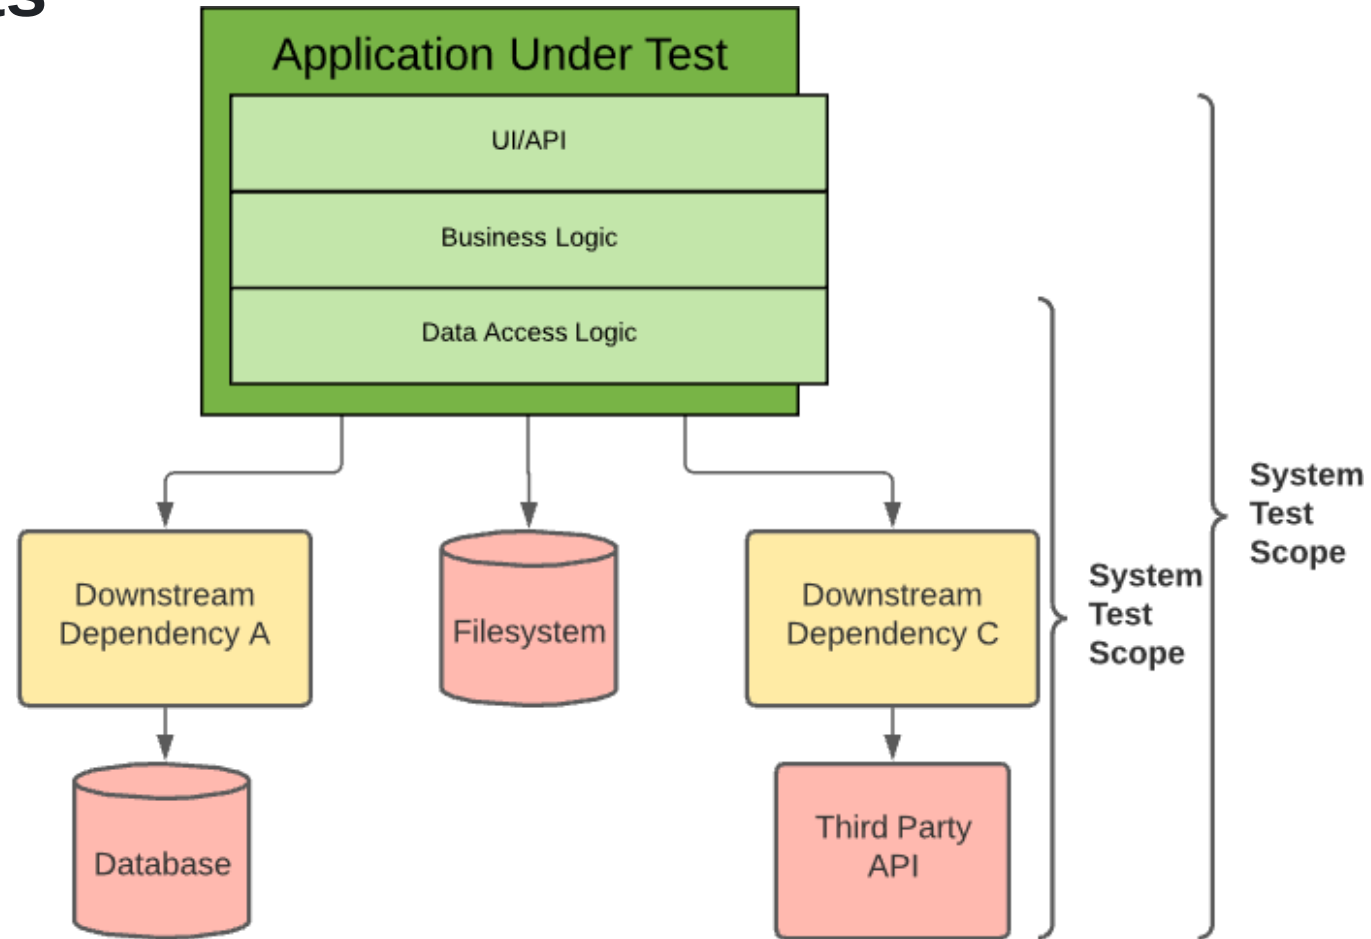 Application Under Test
UI/API
Business Logic
Data Access Logic
Downstream
Dependency A
Filesystem
Downstream
Dependency C
Database
Third Party
API
System
Test
Scope
System
Test
Scope